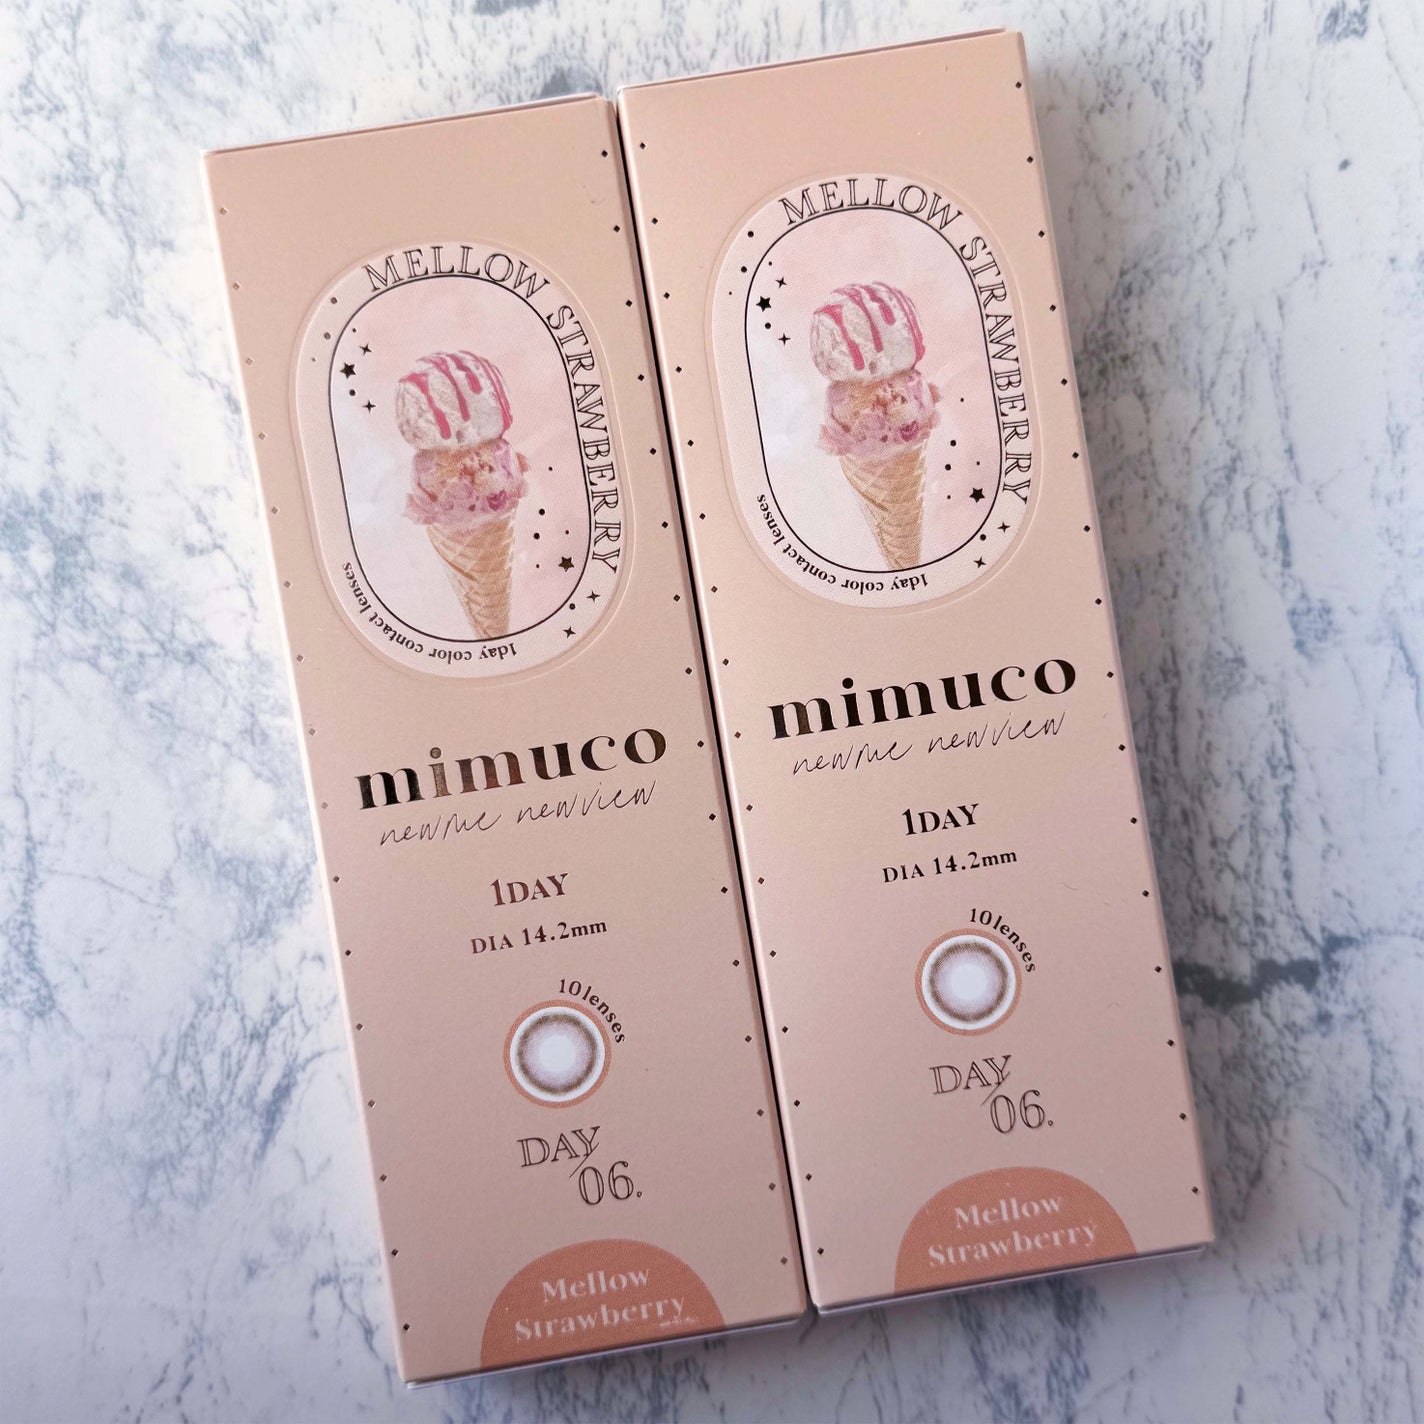 MELLOW STRAWBERRY
1day color contact lenses
mimuco
newme newview
1DAY
DIA 14.2mm
10lenses
DAY/06.
Mellow
Strawberry
MELLOW STRAWBERRY
1day color contact lenses
mimuco
newme newview
1DAY
DIA 14.2mm
10lenses
DAY/06.
Mellow
Strawberry